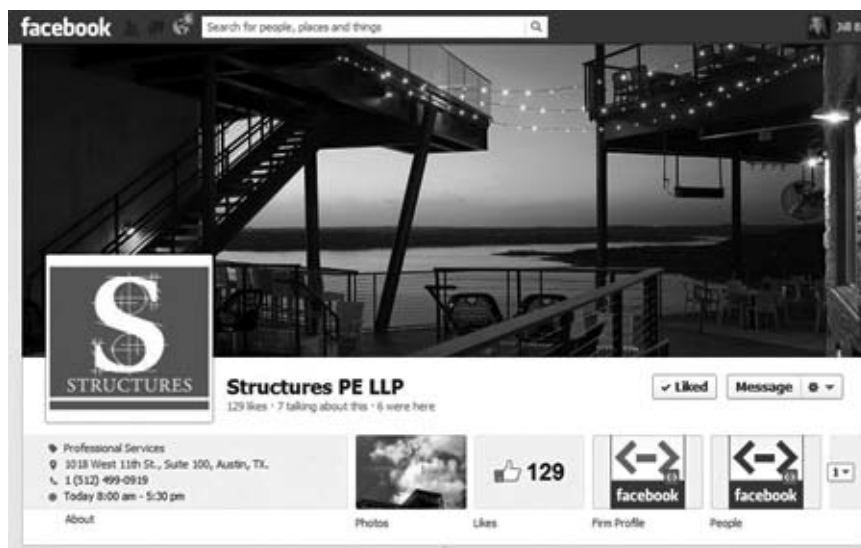 facebook
Search for people, places and things
Jill B
S
STRUCTURES
Structures PE LLP
129 likes · 7 talking about this · 6 were here
✓ Liked
Message
Professional Services
1018 West 11th St., Suite 100, Austin, TX.
1 (512) 499-0919
Today 8:00 am - 5:30 pm
About
129
facebook
facebook
1
Photos
Likes
Firm Profile
People